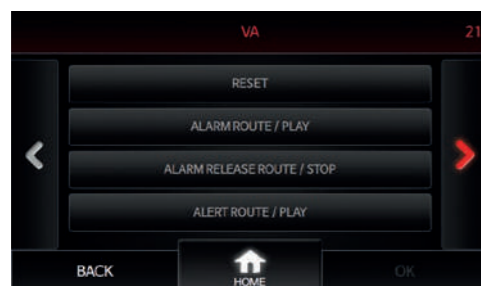 VA
21
RESET
ALARM ROUTE / PLAY
ALARM RELEASE ROUTE / STOP
ALERT ROUTE / PLAY
BACK
HOME
OK